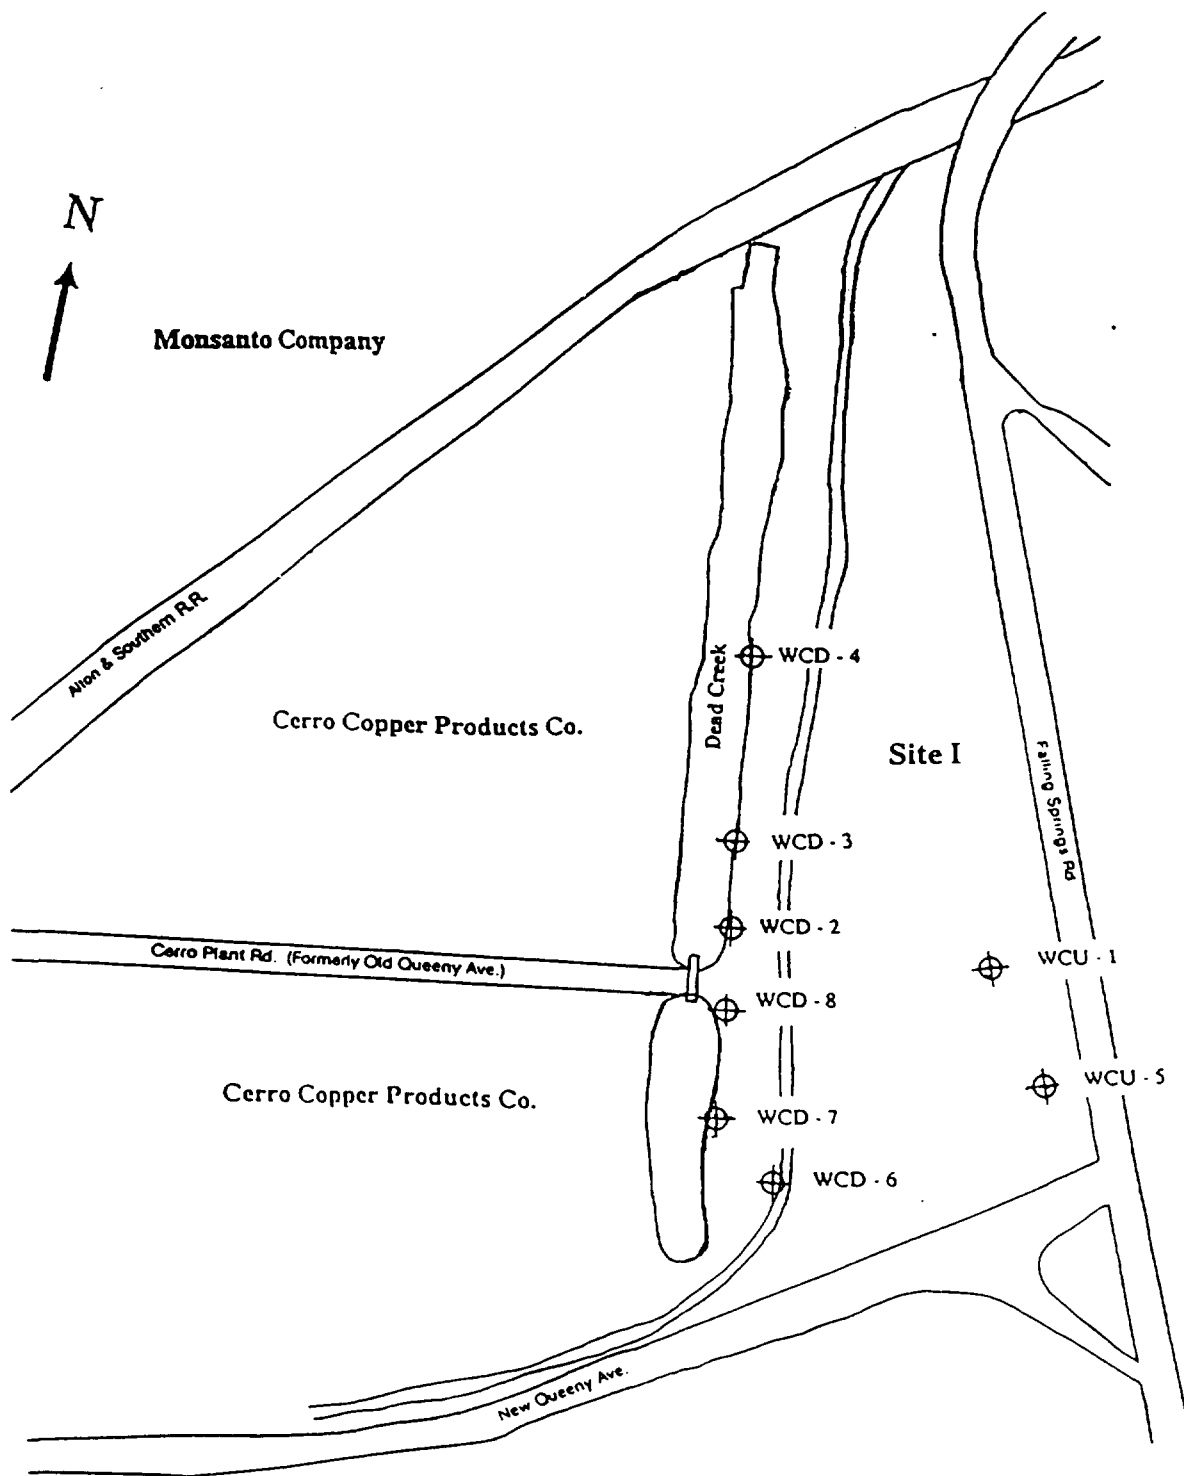 N
Monsanto Company
Alton & Southern R.R.
Dead Creek
WCD - 4
Cerro Copper Products Co.
Site I
Falling Springs Rd
WCD - 3
WCD - 2
Cerro Plant Rd. (Formerly Old Queeny Ave.)
WCU - 1
WCD - 8
WCU - 5
Cerro Copper Products Co.
WCD - 7
WCD - 6
New Queeny Ave.